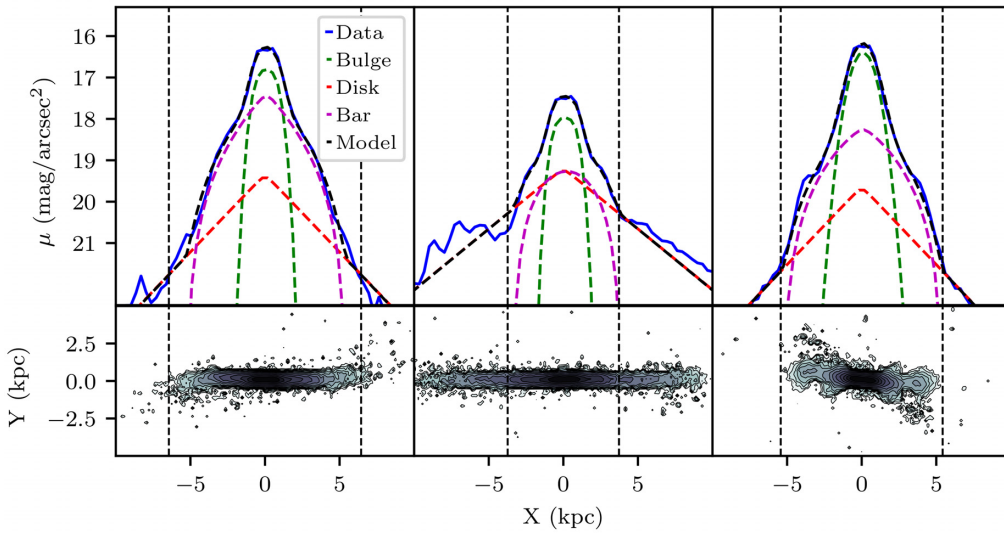 16
17
18
19
20
21
μ (mag/arcsec²)
Data
Bulge
Disk
Bar
Model
2.5
0.0
−2.5
Y (kpc)
−5 0 5 −5 0 5 −5 0 5
X (kpc)